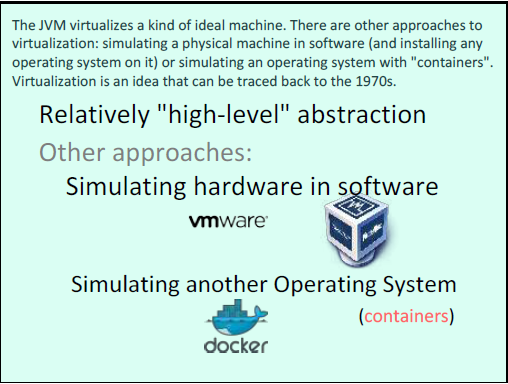 The JVM virtualizes a kind of ideal machine. There are other approaches to
virtualization: simulating a physical machine in software (and installing any
operating system on it) or simulating an operating system with "containers".
Virtualization is an idea that can be traced back to the 1970s.
Relatively "high-level" abstraction
Other approaches:
Simulating hardware in software
vmware
Simulating another Operating System
(containers)
docker